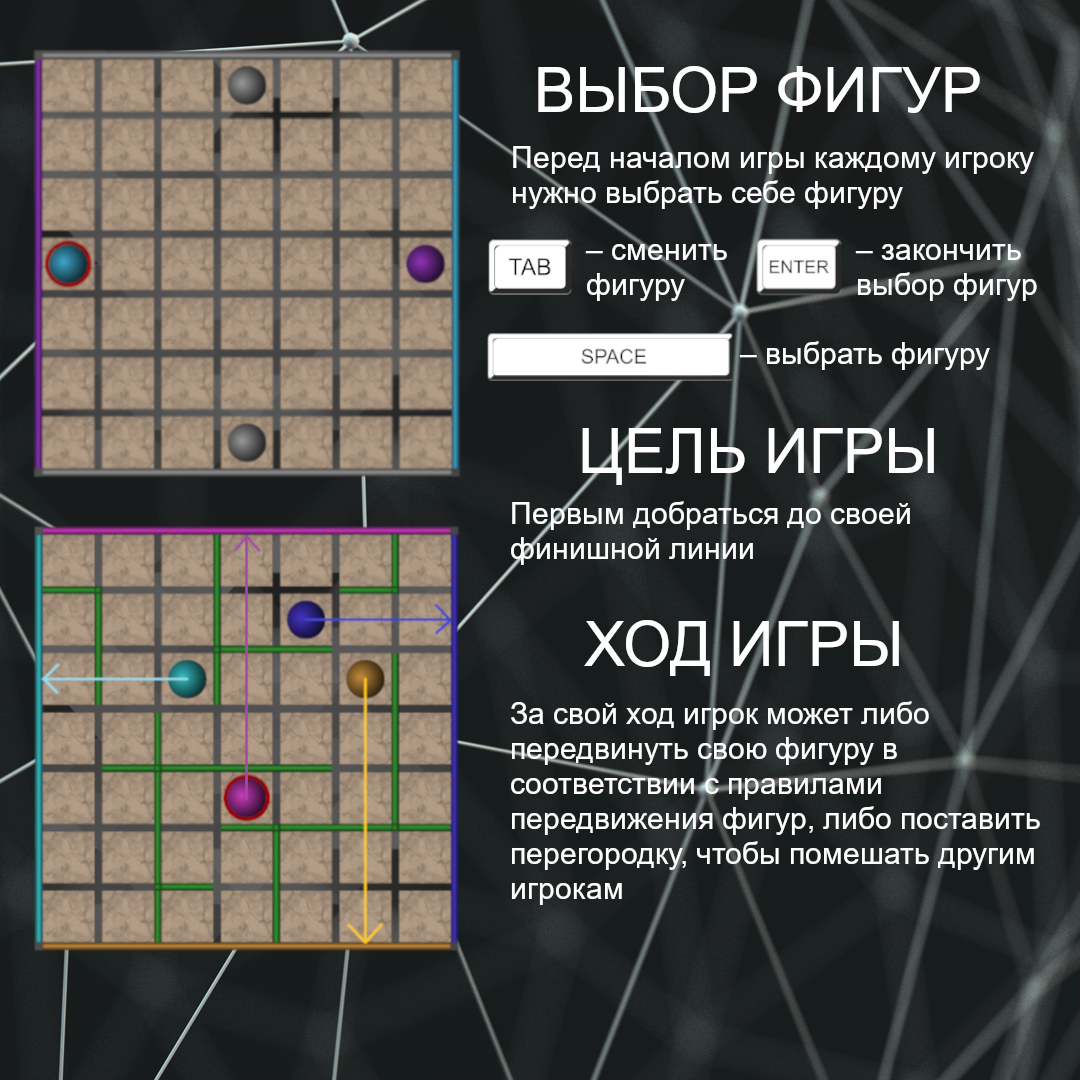 ВЫБОР ФИГУР
Перед началом игры каждому игроку
нужно выбрать себе фигуру
TAB – сменить
фигуру
ENTER – закончить
выбор фигур
SPACE – выбрать фигуру
ЦЕЛЬ ИГРЫ
Первым добраться до своей
финишной линии
ХОД ИГРЫ
За свой ход игрок может либо
передвинуть свою фигуру в
соответствии с правилами
передвижения фигур, либо поставить
перегородку, чтобы помешать другим
игрокам